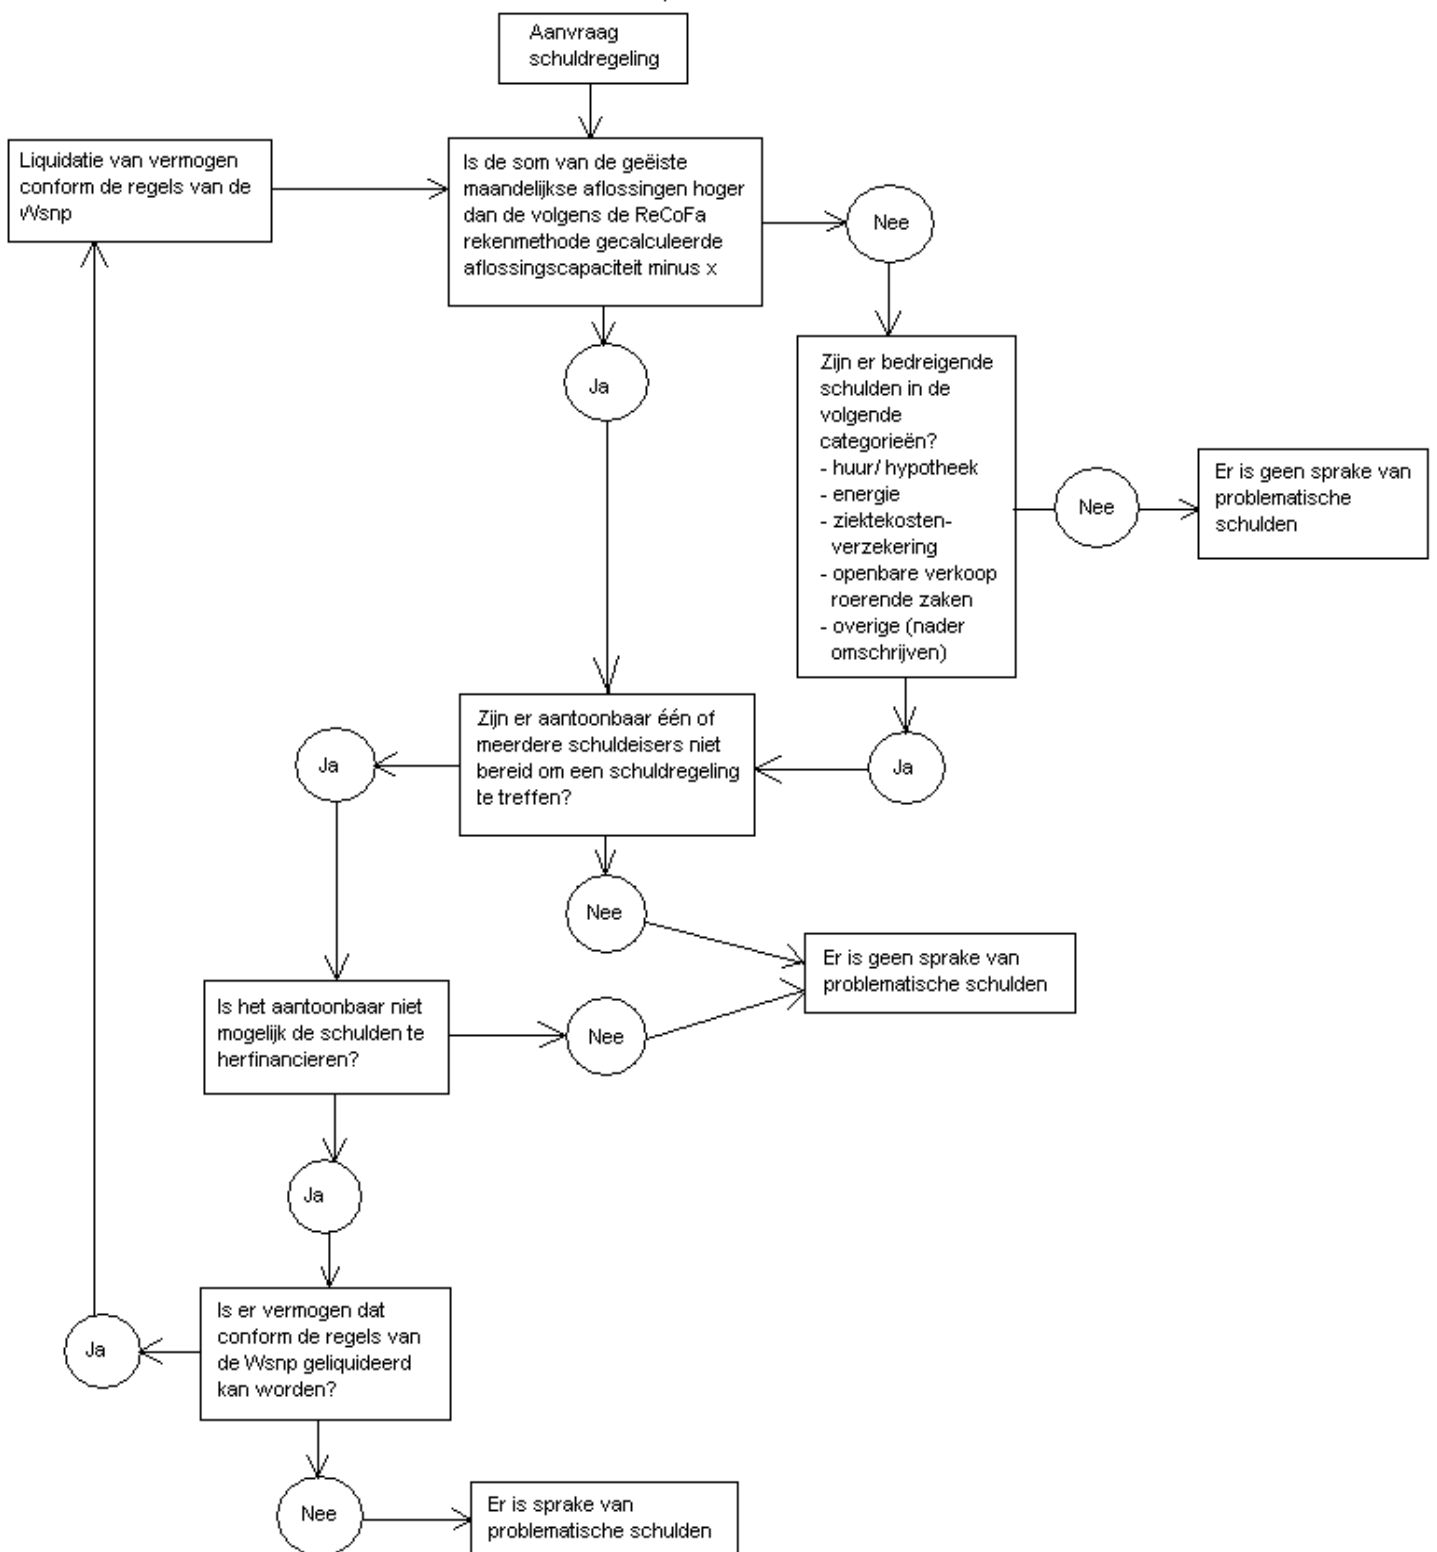 Aanvraag
schuldregeling
Liquidatie van vermogen
conform de regels van de
Wsnp
Is de som van de geëiste
maandelijkse aflossingen hoger
dan de volgens de ReCoFa
rekenmethode gecalculeerde
aflossingscapaciteit minus x
Nee
Ja
Zijn er bedreigende
schulden in de
volgende
categorieën?
- huur/ hypotheek
- energie
- ziektekosten-
verzekering
- openbare verkoop
roerende zaken
- overige (nader
omschrijven)
Nee
Er is geen sprake van
problematische
schulden
Ja
Zijn er aantoonbaar één of
meerdere schuldeisers niet
bereid om een schuldregeling
te treffen?
Ja
Nee
Er is geen sprake van
problematische schulden
Is het aantoonbaar niet
mogelijk de schulden te
herfinancieren?
Nee
Ja
Is er vermogen dat
conform de regels van
de Wsnp geliquideerd
kan worden?
Ja
Nee
Er is sprake van
problematische schulden